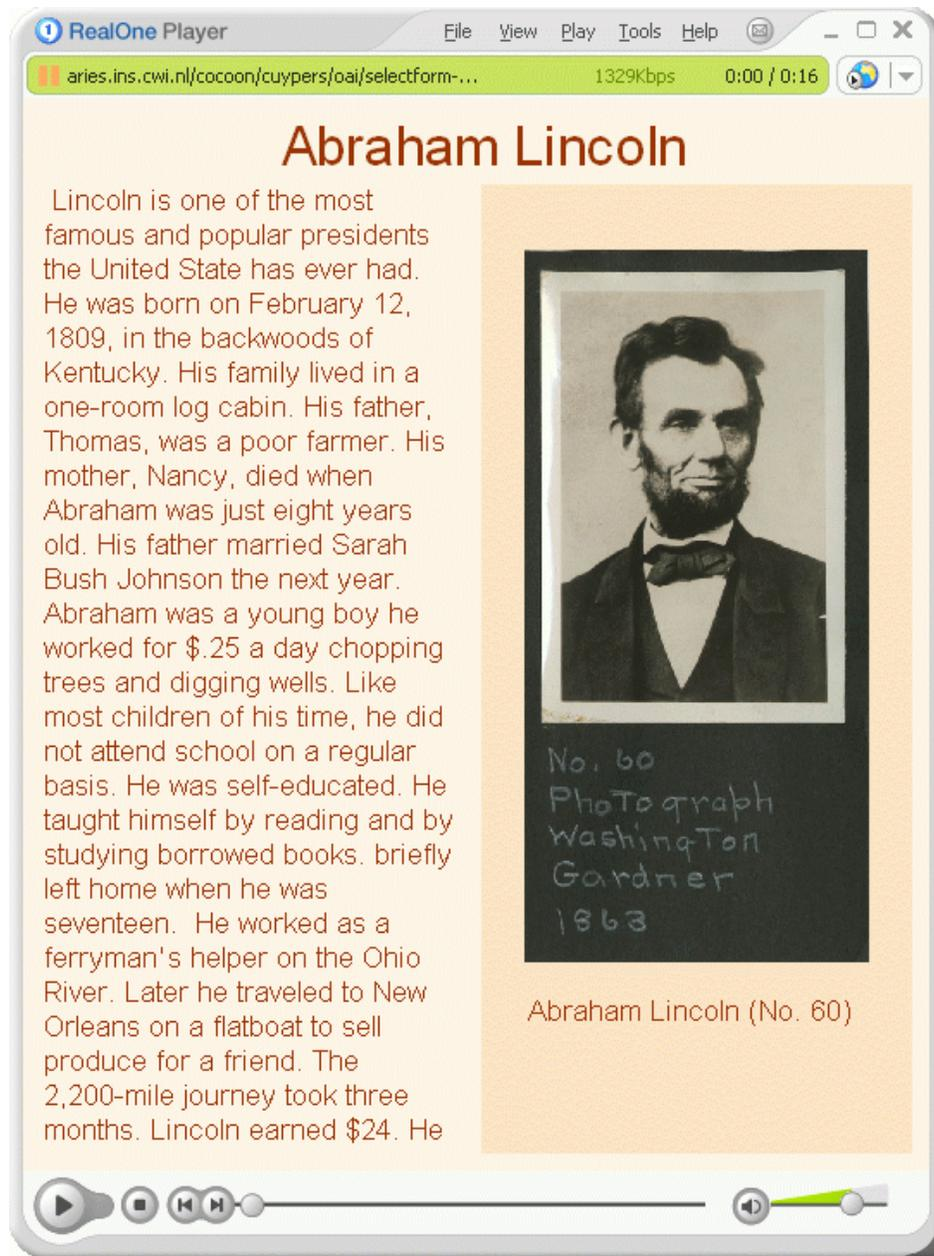 RealOne Player
File View Play Tools Help
aries.ins.cwi.nl/cocoon/cuypers/oai/selectform-... 1329Kbps 0:00 / 0:16
Abraham Lincoln
Lincoln is one of the most
famous and popular presidents
the United State has ever had.
He was born on February 12,
1809, in the backwoods of
Kentucky. His family lived in a
one-room log cabin. His father,
Thomas, was a poor farmer. His
mother, Nancy, died when
Abraham was just eight years
old. His father married Sarah
Bush Johnson the next year.
Abraham was a young boy he
worked for $.25 a day chopping
trees and digging wells. Like
most children of his time, he did
not attend school on a regular
basis. He was self-educated. He
taught himself by reading and by
studying borrowed books. briefly
left home when he was
seventeen.  He worked as a
ferryman's helper on the Ohio
River. Later he traveled to New
Orleans on a flatboat to sell
produce for a friend. The
2,200-mile journey took three
months. Lincoln earned $24. He
No. 60
PhoTograph
WashingTon
Gardner
1863
Abraham Lincoln (No. 60)